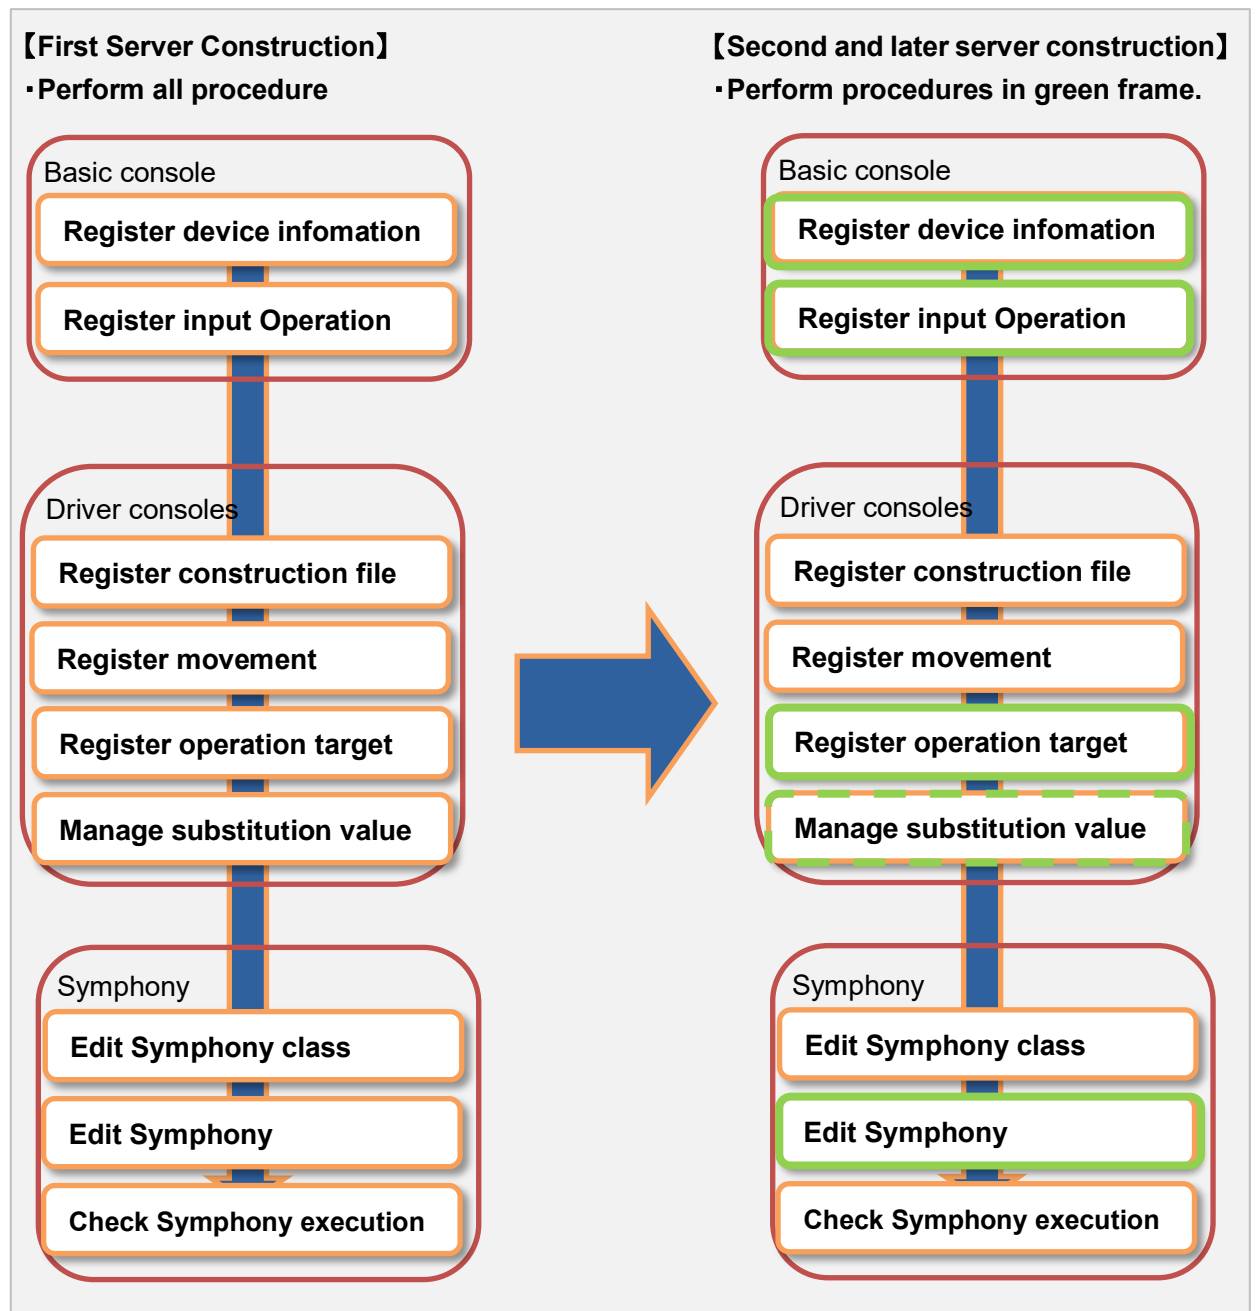 【First Server Construction】
・Perform all procedure
Basic console
Register device infomation
Register input Operation
Driver consoles
Register construction file
Register movement
Register operation target
Manage substitution value
Symphony
Edit Symphony class
Edit Symphony
Check Symphony execution
【Second and later server construction】
・Perform procedures in green frame.
Basic console
Register device infomation
Register input Operation
Driver consoles
Register construction file
Register movement
Register operation target
Manage substitution value
Symphony
Edit Symphony class
Edit Symphony
Check Symphony execution